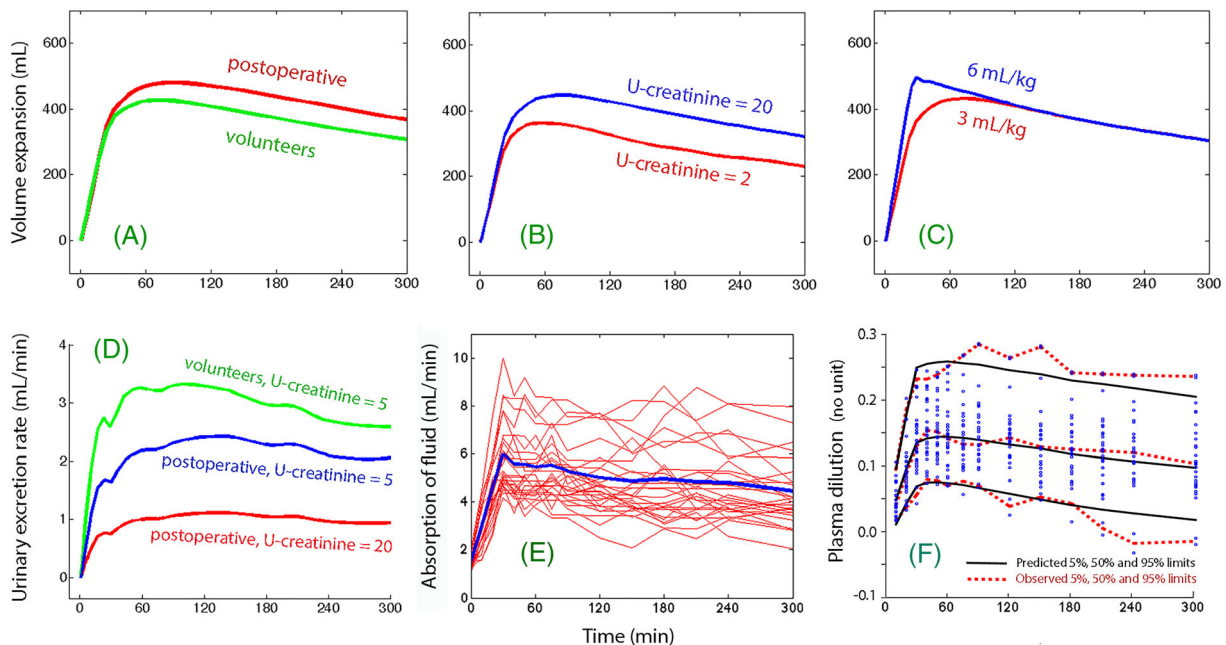 Volume expansion (mL)
600
400
200
0
postoperative
volunteers
(A)
0 60 120 180 240 300
600
400
200
0
U-creatinine = 20
U-creatinine = 2
(B)
0 60 120 180 240 300
600
400
200
0
6 mL/kg
3 mL/kg
(C)
0 60 120 180 240 300
Urinary excretion rate (mL/min)
4
3
2
1
0
(D)
volunteers, U-creatinine = 5
postoperative, U-creatinine = 5
postoperative, U-creatinine = 20
0 60 120 180 240 300
Absorption of fluid (mL/min)
10
8
6
4
2
0
(E)
0 60 120 180 240 300
Time (min)
Plasma dilution (no unit)
0.3
0.2
0.1
0.0
-0.1
(F)
Predicted 5%, 50% and 95% limits
Observed 5%, 50% and 95% limits
0 60 120 180 240 300